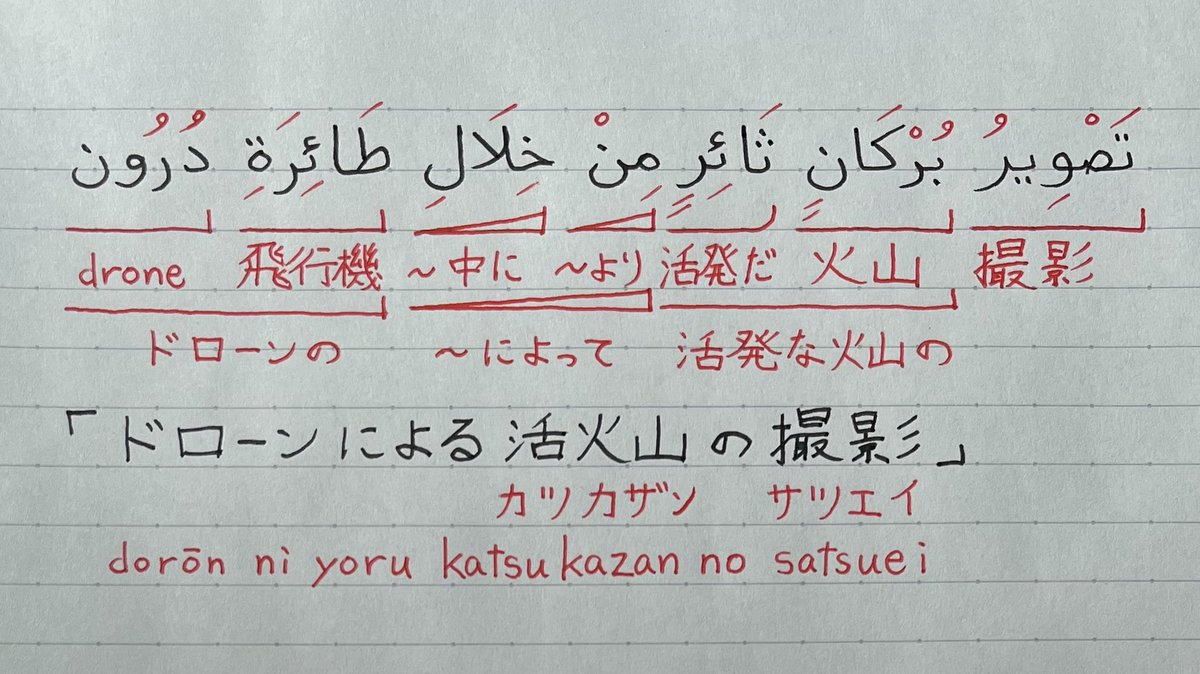 تَصْوِيرُ بُرْكَانٍ ثَائِرٍ مِنْ خِلَالِ طَائِرَةِ دُرُون
drone 飛行機 ～中に ～より 活発だ 火山 撮影
ドローンの ～によって 活発な火山の
「ドローンによる活火山の撮影」
カツカザン サツエイ
dorōn ni yoru katsukazan no satsuei